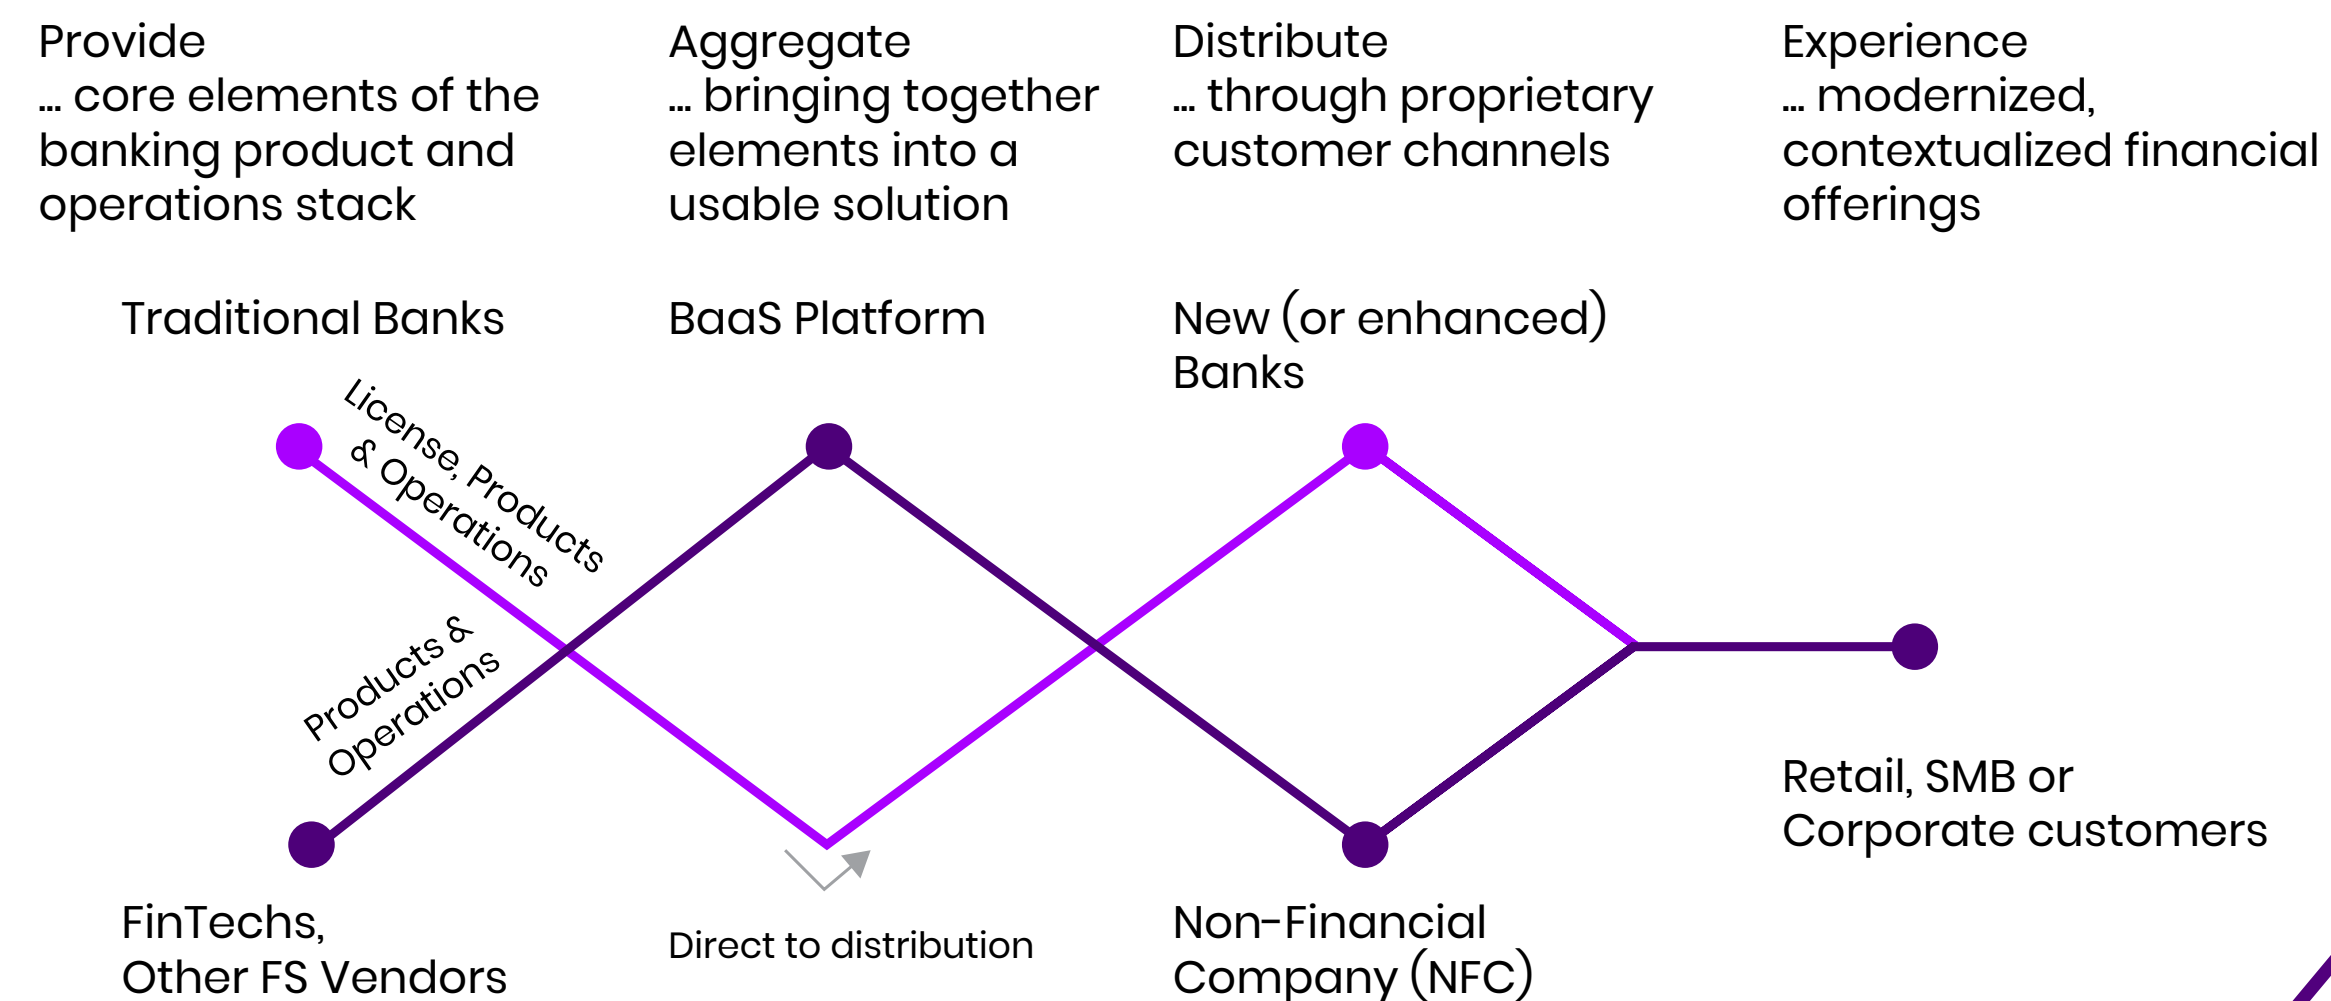 Provide
... core elements of the
banking product and
operations stack
Aggregate
... bringing together
elements into a
usable solution
Distribute
... through proprietary
customer channels
Experience
... modernized,
contextualized financial
offerings
Traditional Banks
BaaS Platform
New (or enhanced)
Banks
License, Products
& Operations
Products &
Operations
Retail, SMB or
Corporate customers
FinTechs,
Other FS Vendors
Direct to distribution
Non-Financial
Company (NFC)